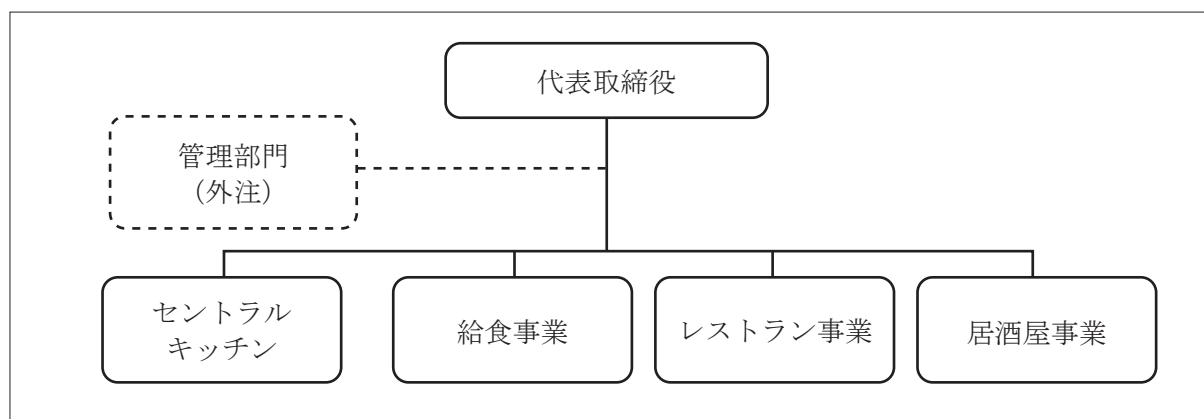 代表取締役
管理部門
（外注）
セントラル
キッチン
給食事業
レストラン事業
居酒屋事業